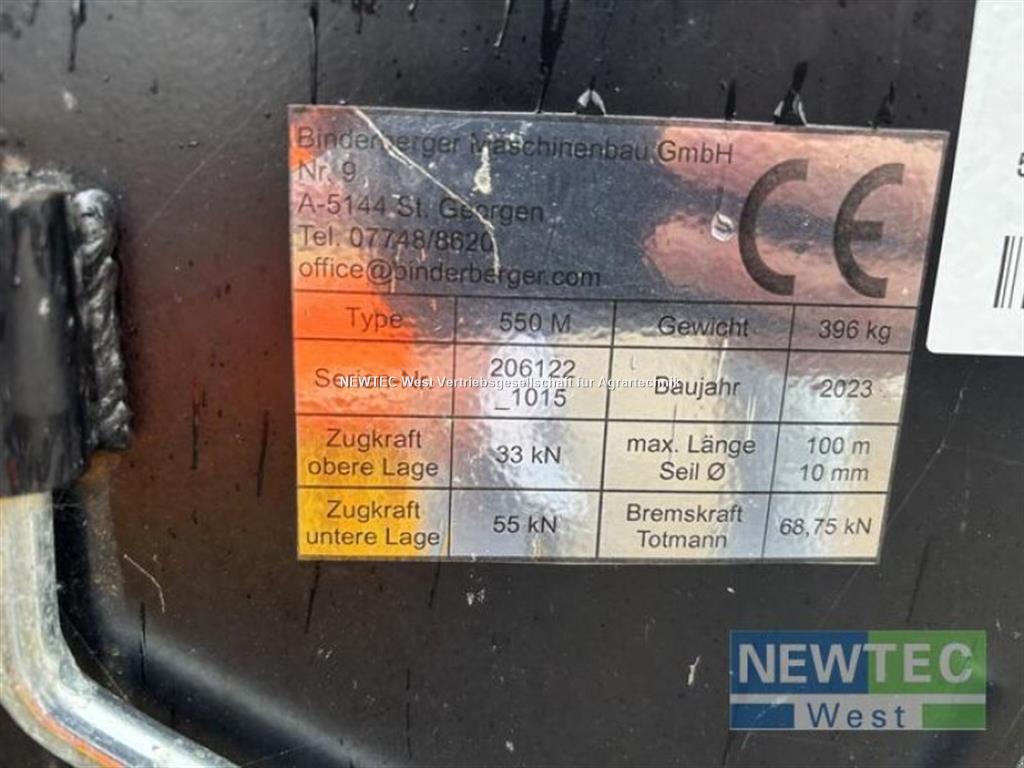 Binderberger Maschinenbau GmbH
Nr. 9
A-5144 St. Georgen
Tel. 07748/8620
office@binderberger.com
CE
Type 550 M Gewicht 396 kg
206122
NEWTEC West Vertriebsgesellschaft für Agrartechnik
_1015
Baujahr 2023
Zugkraft
obere Lage
33 kN
max. Länge
Seil Ø
100 m
10 mm
Zugkraft
untere Lage
55 kN
Bremskraft
Totmann
68,75 kN
5
NEWTEC
West